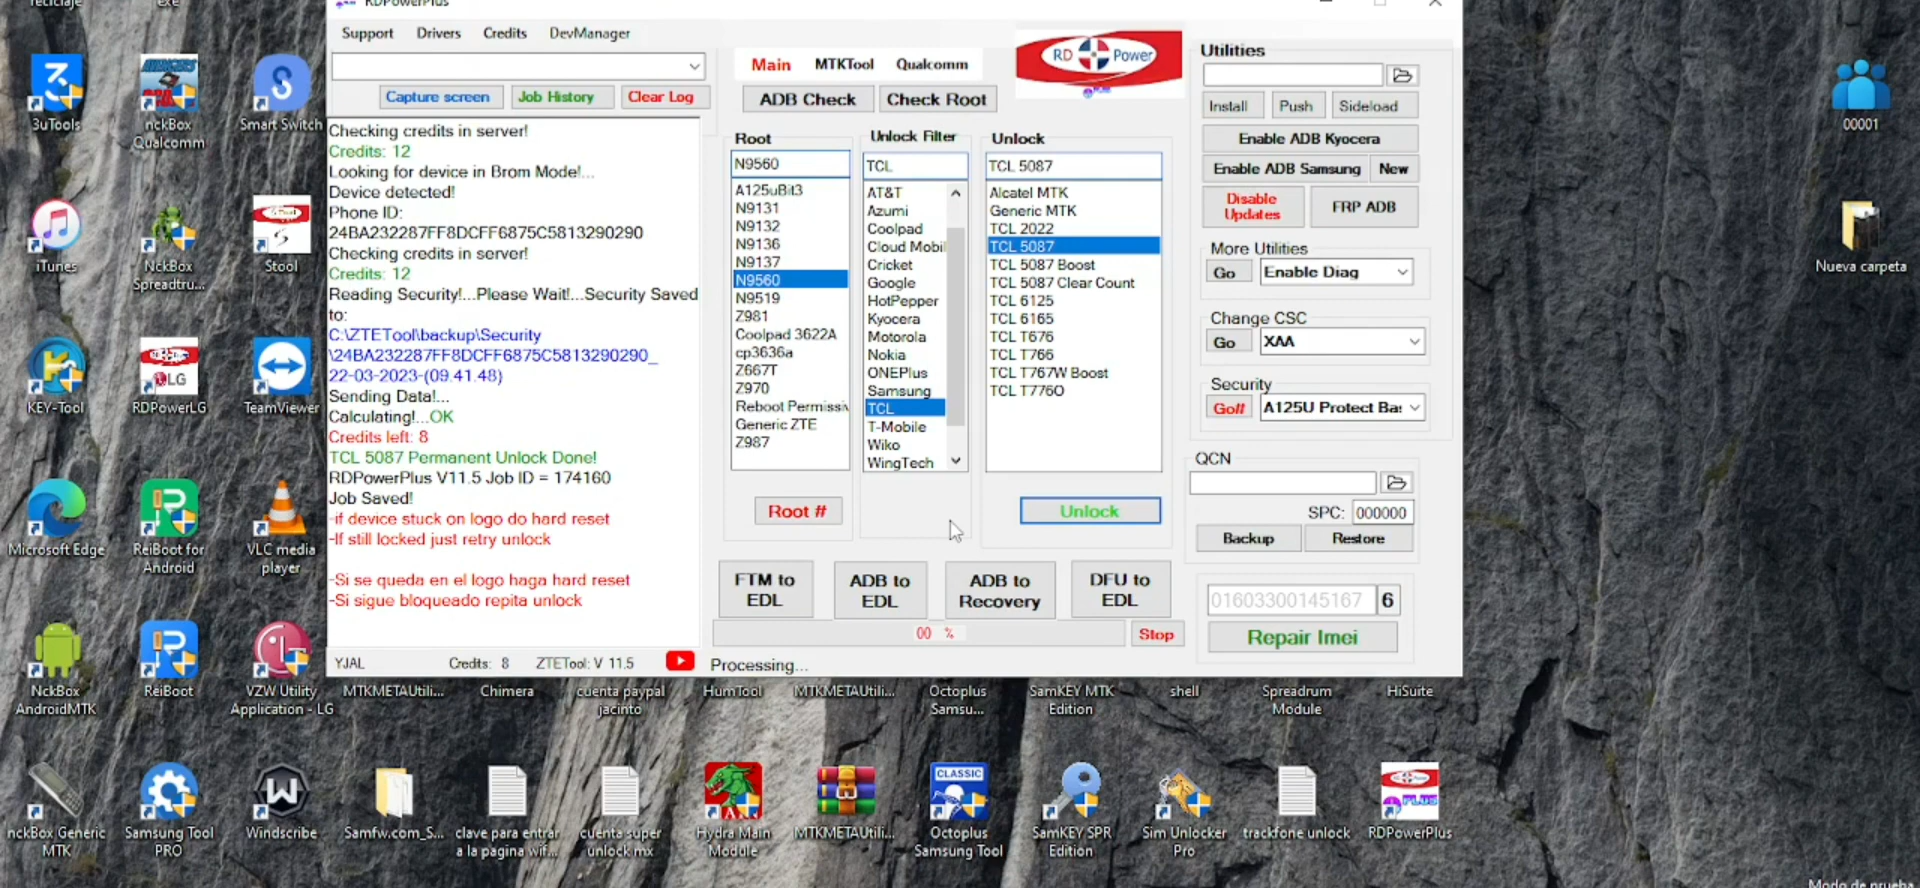 reciclaje
exe
RDPowerPlus
Support
Drivers
Credits
DevManager
Capture screen
Job History
Clear Log
Checking credits in server!
Credits: 12
Looking for device in Brom Mode!...
Device detected!
Phone ID:
24BA232287FF8DCFF6875C5813290290
Checking credits in server!
Credits: 12
Reading Security!...Please Wait!...Security Saved
to:
C:\ZTETool\backup\Security
\24BA232287FF8DCFF6875C5813290290_
22-03-2023-(09.41.48)
Sending Data!...
Calculating!...OK
Credits left: 8
TCL 5087 Permanent Unlock Done!
RDPowerPlus V11.5 Job ID = 174160
Job Saved!
-if device stuck on logo do hard reset
-If still locked just retry unlock
-Si se queda en el logo haga hard reset
-Si sigue bloqueado repita unlock
YJAL
Credits: 8
ZTETool: V 11.5
Main
MTKTool
Qualcomm
ADB Check
Check Root
RD Power
Root
N9560
A125uBit3
N9131
N9132
N9136
N9137
N9560
N9519
Z981
Coolpad 3622A
cp3636a
Z667T
Z970
Reboot Permissiv
Generic ZTE
Z987
Root #
Unlock Filter
TCL
AT&T
Azumi
Coolpad
Cloud Mobil
Cricket
Google
HotPepper
Kyocera
Motorola
Nokia
ONEPlus
Samsung
TCL
T-Mobile
Wiko
WingTech
Unlock
TCL 5087
Alcatel MTK
Generic MTK
TCL 2022
TCL 5087
TCL 5087 Boost
TCL 5087 Clear Count
TCL 6125
TCL 6165
TCL T676
TCL T766
TCL T767W Boost
TCL T776O
Unlock
FTM to
EDL
ADB to
EDL
ADB to
Recovery
DFU to
EDL
00 %
Stop
Processing...
Utilities
Install
Push
Sideload
Enable ADB Kyocera
Enable ADB Samsung
New
Disable
Updates
FRP ADB
More Utilities
Go
Enable Diag
Change CSC
Go
XAA
Security
Go#
A125U Protect Ba
QCN
SPC:
000000
Backup
Restore
01603300145167
6
Repair Imei
3uTools
nckBox
Qualcomm
Smart Switch
iTunes
NckBox
Spreadtru...
Stool
KEY-Tool
RDPowerLG
TeamViewer
Microsoft Edge
ReiBoot for
Android
VLC media
player
NckBox
AndroidMTK
ReiBoot
VZW Utility
Application - LG
MTKMETAUtili...
Chimera
cuenta paypal
jacinto
HumTool
MTKMETAUtili...
Octoplus
Samsu...
SamKEY MTK
Edition
shell
Spreadrum
Module
HiSuite
nckBox Generic
MTK
Samsung Tool
PRO
Windscribe
Samfw.com_S...
clave para entrar
a la pagina wif...
cuenta super
unlock mx
Hydra Main
Module
MTKMETAUtili...
CLASSIC
Octoplus
Samsung Tool
SamKEY SPR
Edition
Sim Unlocker
Pro
trackfone unlock
RDPowerPlus
00001
Nueva carpeta
Modo de prueba